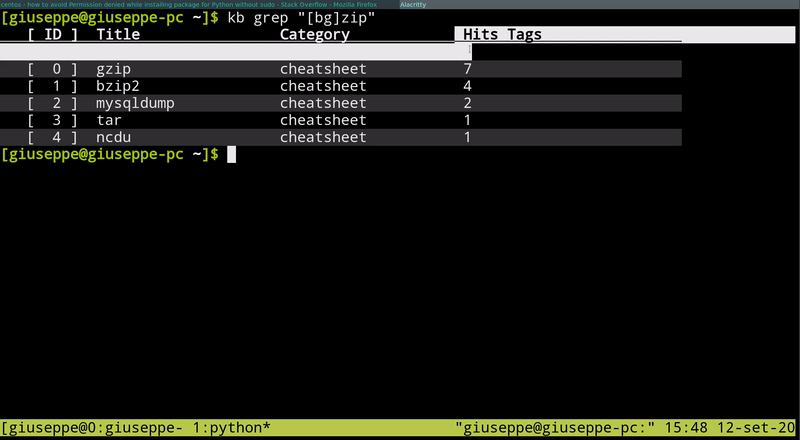 centos - how to avoid Permission denied while installing package for Python without sudo - Stack Overflow - Mozilla Firefox Alacritty
[giuseppe@giuseppe-pc ~]$ kb grep "[bg]zip"
[ ID ] Title Category Hits Tags
[ 0 ] gzip cheatsheet 7
[ 1 ] bzip2 cheatsheet 4
[ 2 ] mysqldump cheatsheet 2
[ 3 ] tar cheatsheet 1
[ 4 ] ncdu cheatsheet 1
[giuseppe@giuseppe-pc ~]$
[giuseppe@0:giuseppe- 1:python* "giuseppe@giuseppe-pc:" 15:48 12-set-20